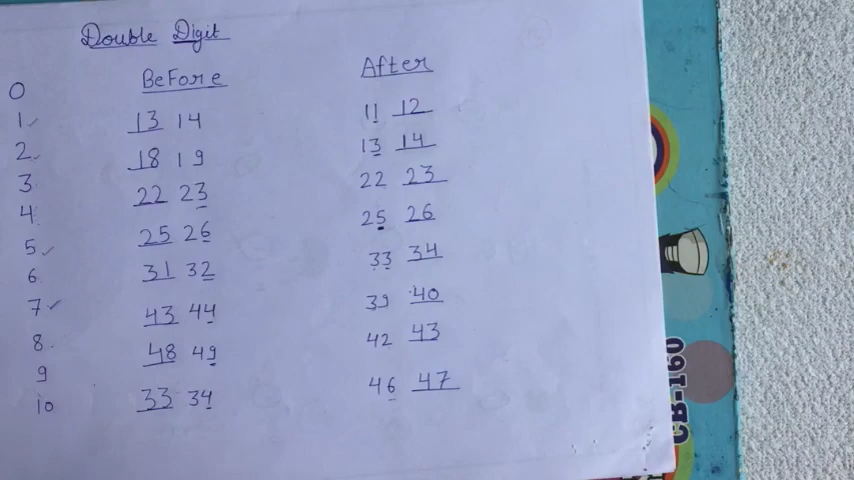 Double Digit
Before After
0
1 13 14 11 12
2 18 19 13 14
3 22 23 22 23
4 25 26 25 26
5 31 32 33 34
6 43 44 39 40
7 48 49 42 43
8 33 34 46 47
9
10
CB-160